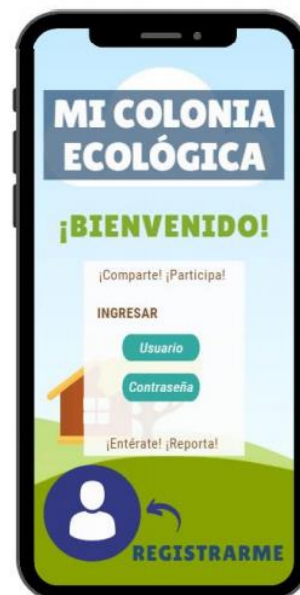 MI COLONIA
ECOLÓGICA
¡BIENVENIDO!
¡Comparte! ¡Participa!
INGRESAR
Usuario
Contraseña
¡Entérate! ¡Reporta!
REGISTRARME